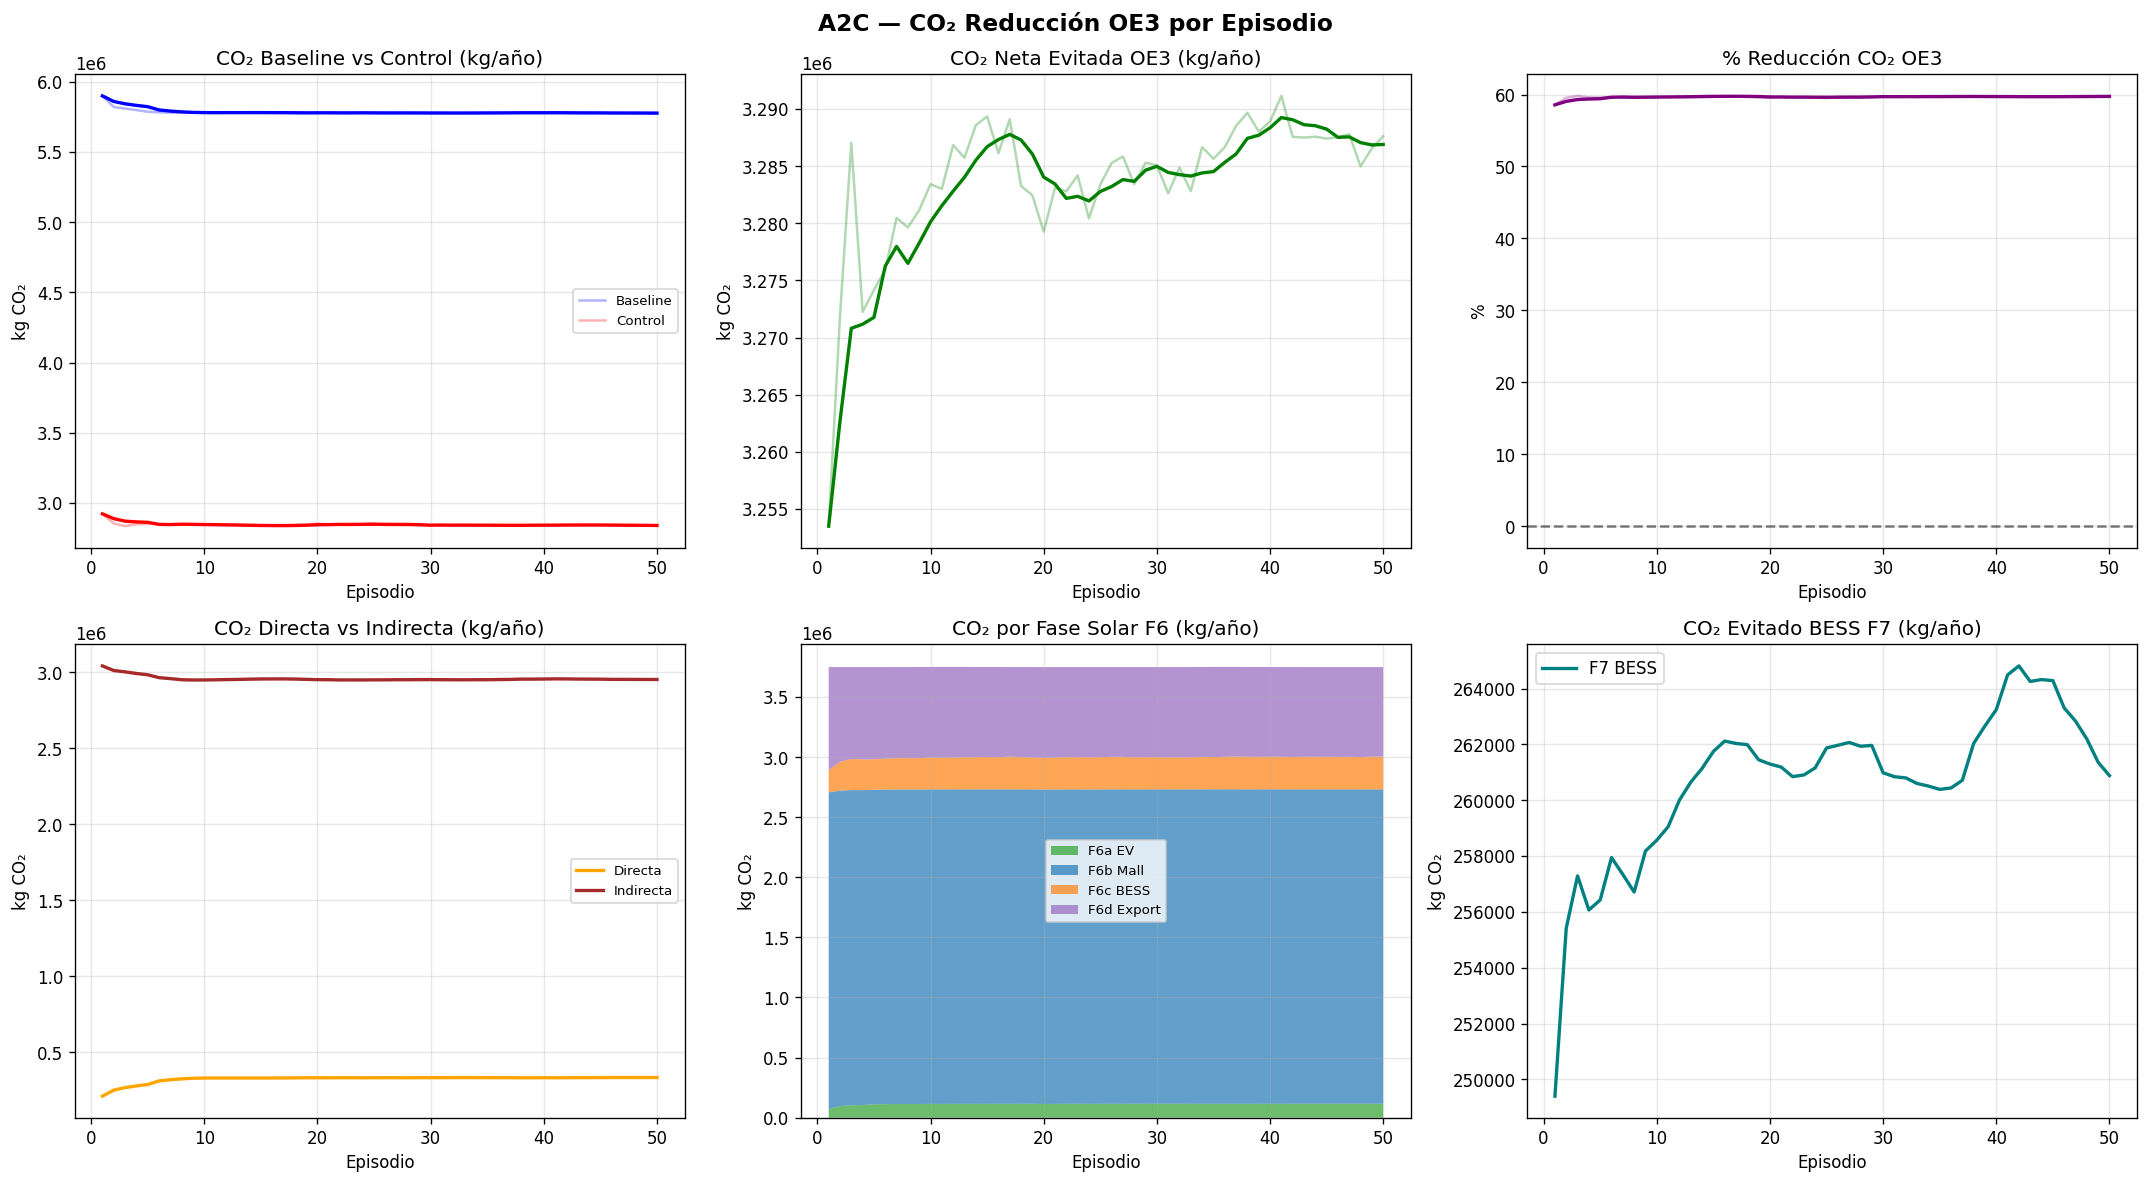 A2C — CO₂ Reducción OE3 por Episodio
CO₂ Baseline vs Control (kg/año)
1e6
6.0
5.5
5.0
4.5
4.0
3.5
3.0
kg CO₂
Baseline
Control
0 10 20 30 40 50
Episodio
CO₂ Neta Evitada OE3 (kg/año)
1e6
3.290
3.285
3.280
3.275
3.270
3.265
3.260
3.255
kg CO₂
0 10 20 30 40 50
Episodio
% Reducción CO₂ OE3
60
50
40
30
20
10
0
%
0 10 20 30 40 50
Episodio
CO₂ Directa vs Indirecta (kg/año)
1e6
3.0
2.5
2.0
1.5
1.0
0.5
kg CO₂
Directa
Indirecta
0 10 20 30 40 50
Episodio
CO₂ por Fase Solar F6 (kg/año)
1e6
3.5
3.0
2.5
2.0
1.5
1.0
0.5
0.0
kg CO₂
F6a EV
F6b Mall
F6c BESS
F6d Export
0 10 20 30 40 50
Episodio
CO₂ Evitado BESS F7 (kg/año)
F7 BESS
264000
262000
260000
258000
256000
254000
252000
250000
kg CO₂
0 10 20 30 40 50
Episodio